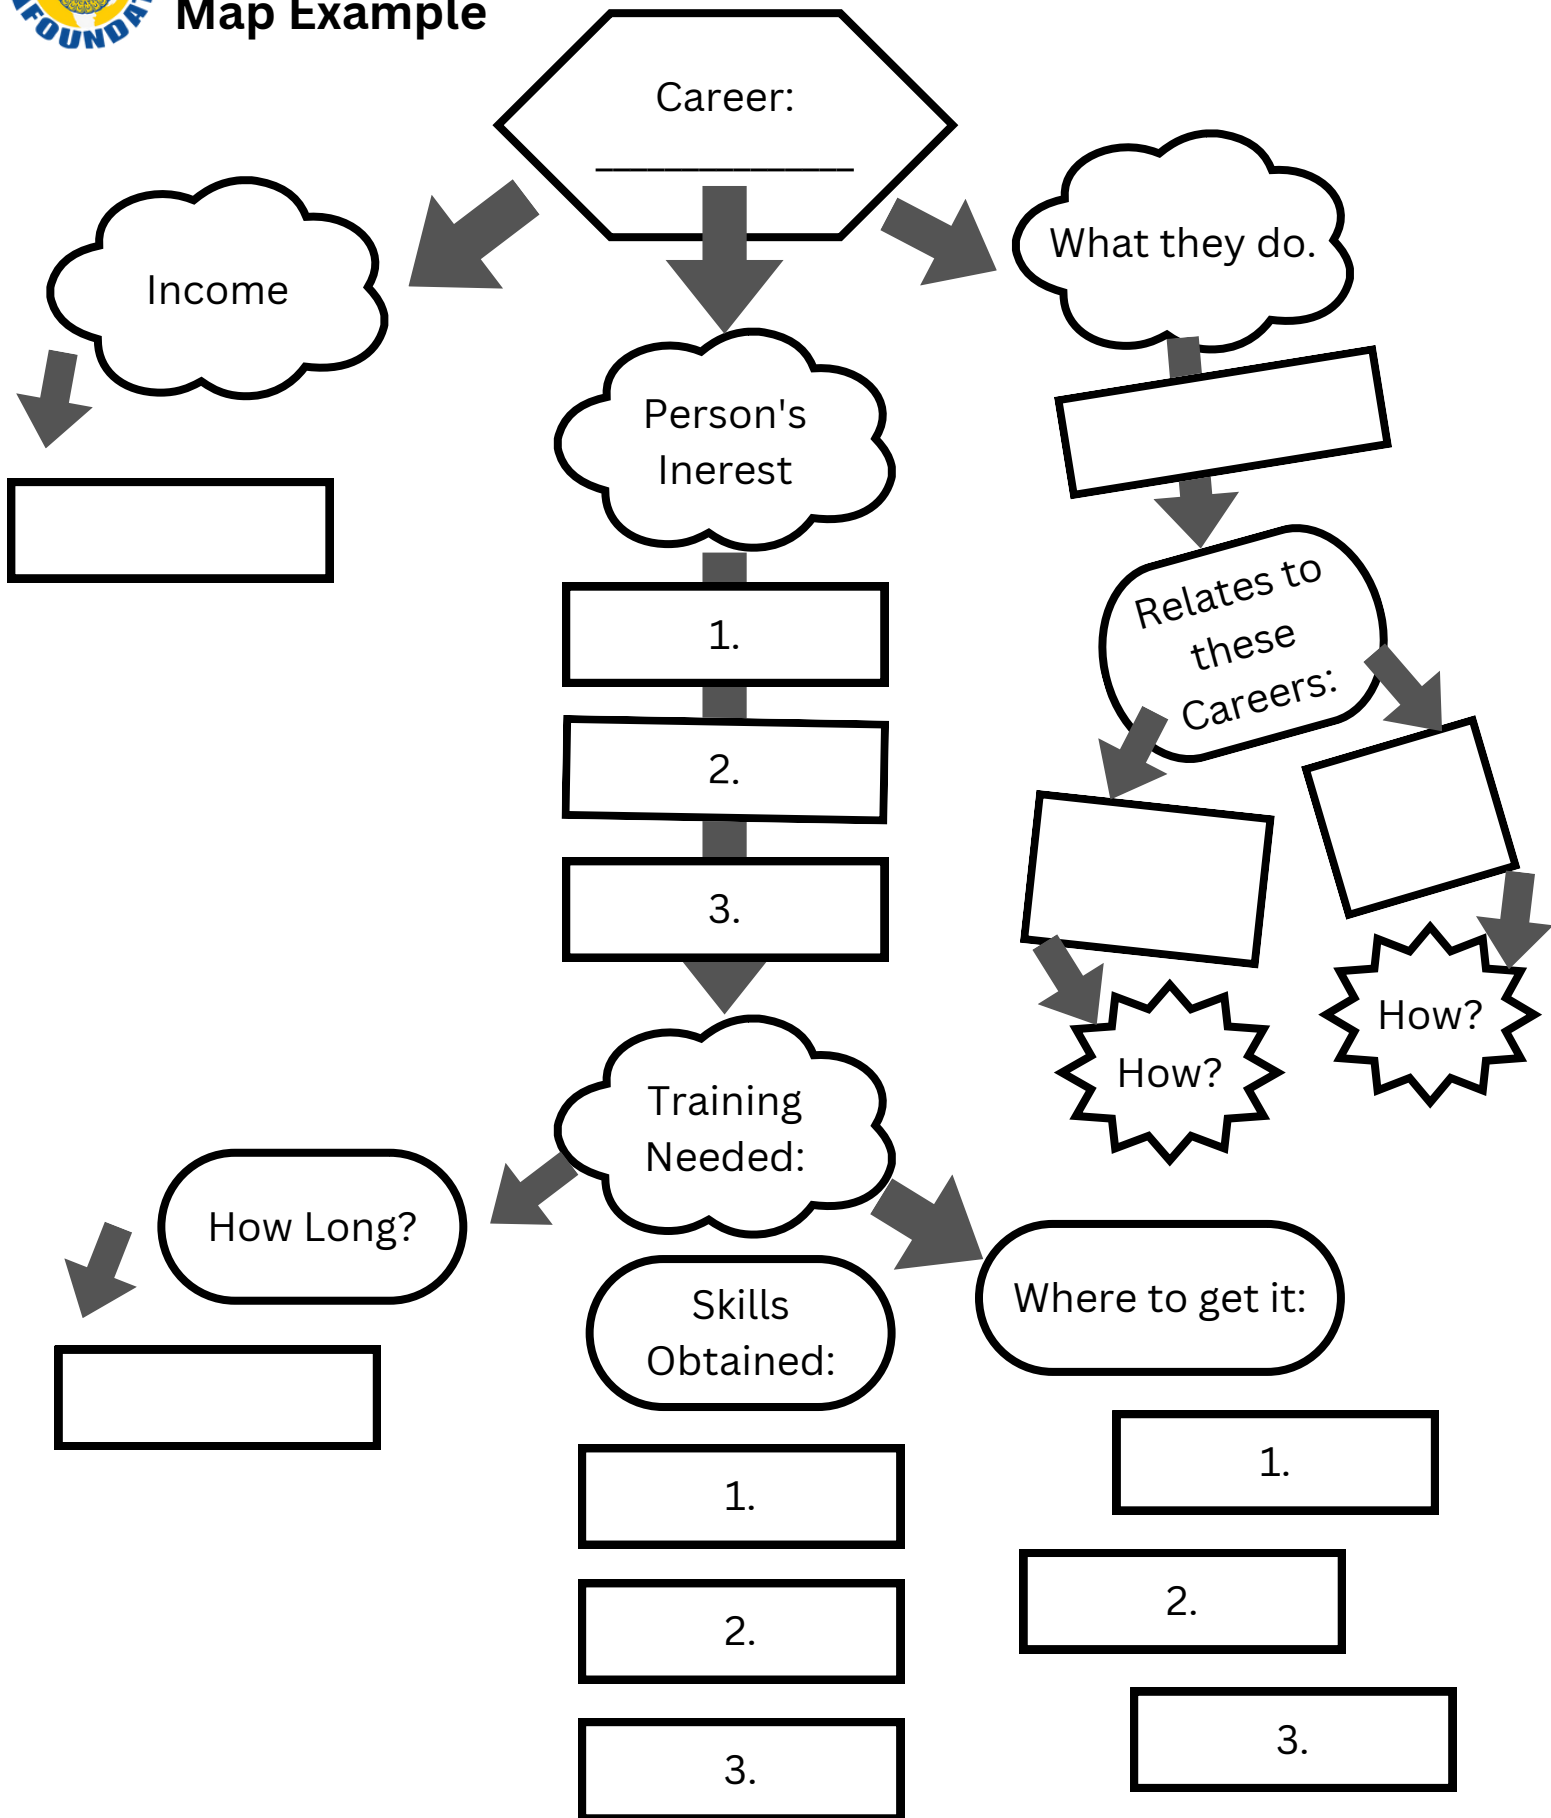 FOUNDAT
Map Example
Career:
_______________
What they do.
Income
Person's
Inerest
1.
2.
3.
Relates to
these
Careers:
How?
How?
Training
Needed:
How Long?
Skills
Obtained:
Where to get it:
1.
2.
3.
1.
2.
3.